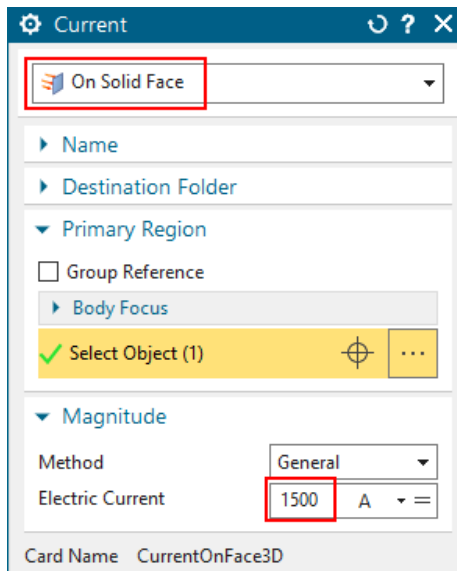 Current ?
On Solid Face
Name
Destination Folder
Primary Region
Group Reference
Body Focus
Select Object (1) ...
Magnitude
Method General
Electric Current 1500 A =
Card Name CurrentOnFace3D